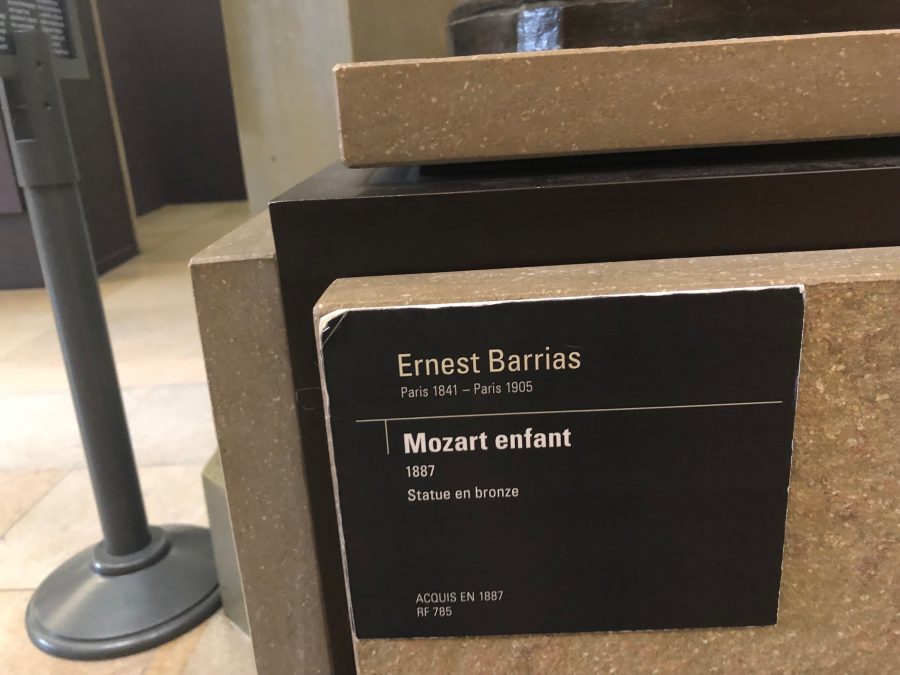 Ernest Barrias
Paris 1841 – Paris 1905
Mozart enfant
1887
Statue en bronze
ACQUIS EN 1887
RF 785